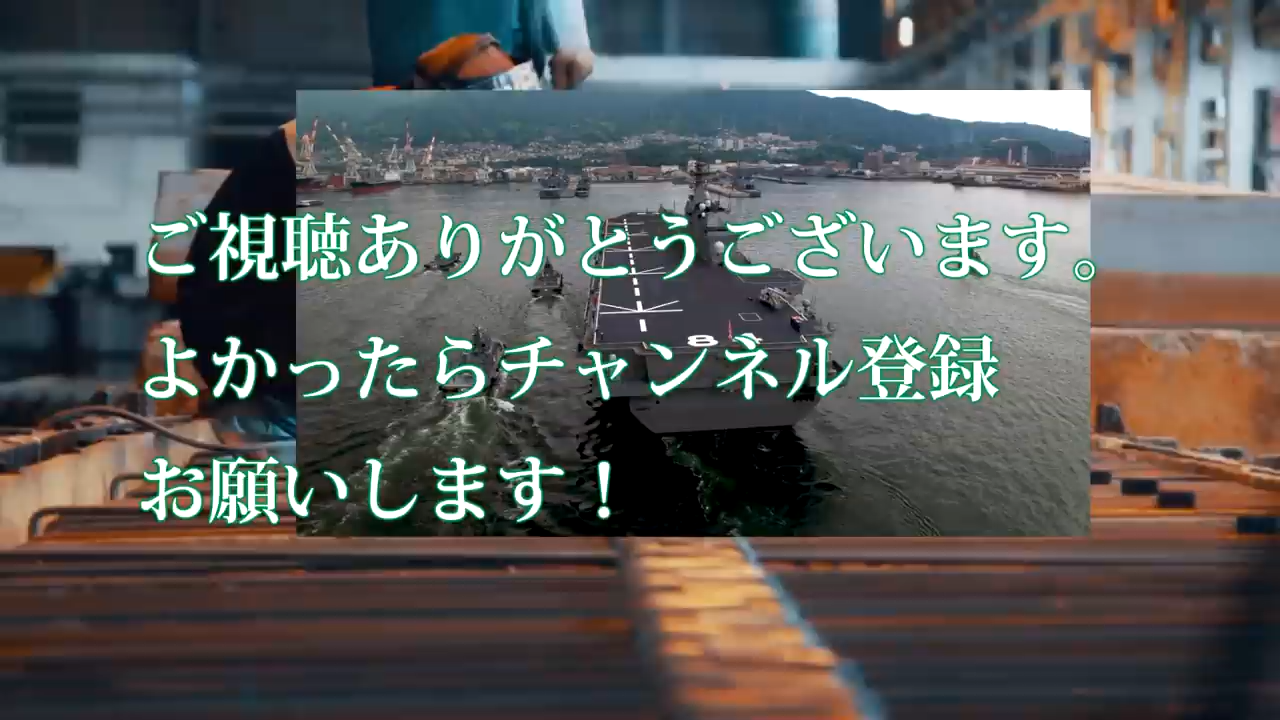 ご視聴ありがとうございます。
よかったらチャンネル登録
お願いします！
84